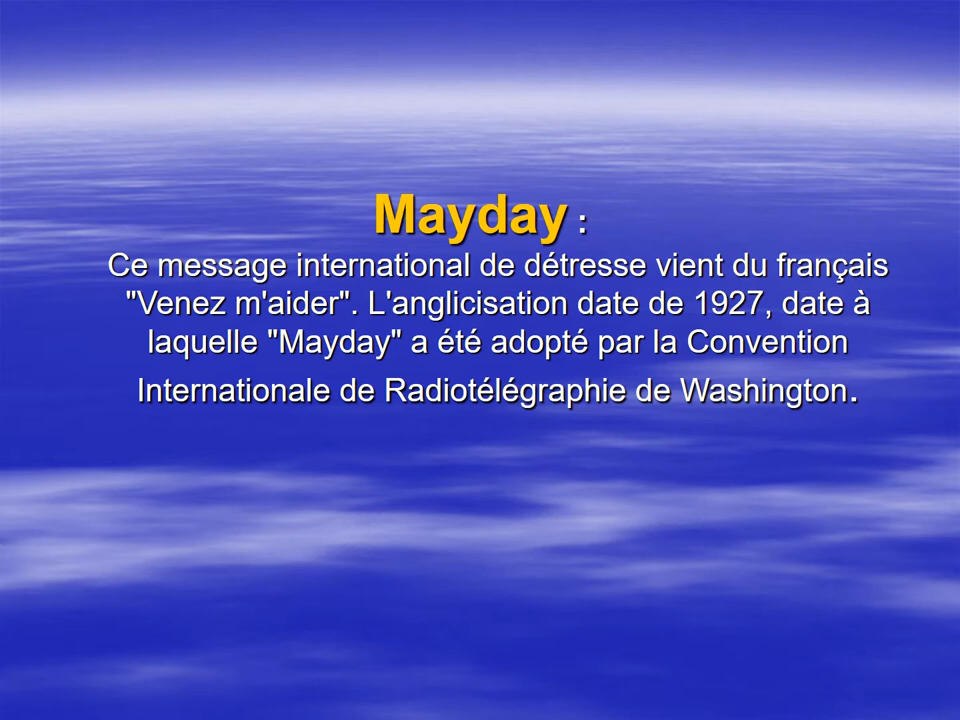 Mayday :
Ce message international de détresse vient du français
"Venez m'aider". L'anglicisation date de 1927, date à
laquelle "Mayday" a été adopté par la Convention
Internationale de Radiotélégraphie de Washington.